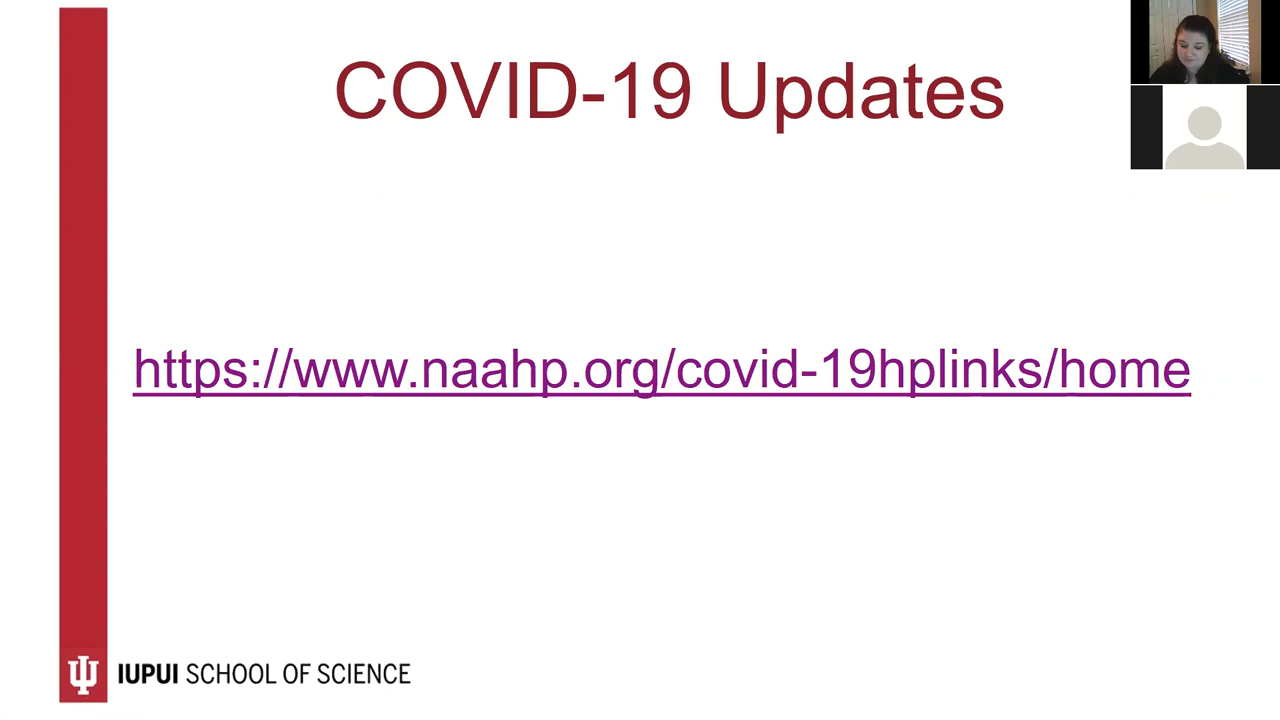 COVID-19 Updates
https://www.naahp.org/covid-19hplinks/home
IUPUI SCHOOL OF SCIENCE